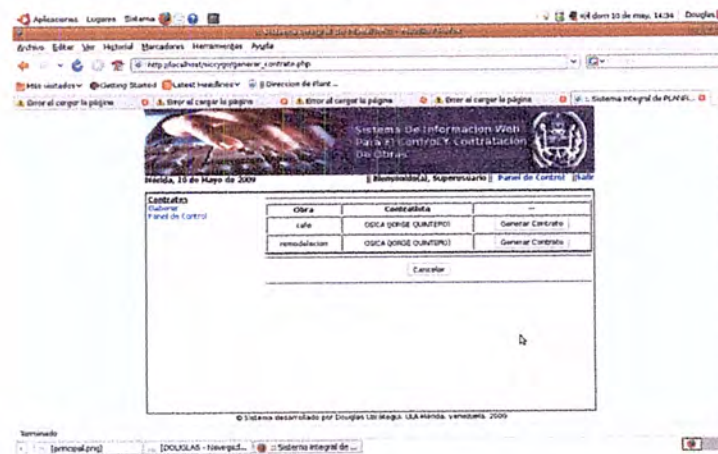 Aplicaciones Lugares Sistema
dom 10 de may, 14:34 Douglas
Archivo Editar Ver Historial Marcadores Herramientas Ayuda
Más visitados Getting Started Latest Headlines Direccion de Plant...
Error al cargar la página Error al cargar la página Error al cargar la página Error al cargar la página :: Sistema Integral de PLANFI...
Sistema De Informacion Web
Para El Control Y Contratación
De Obras.
Mérida, 10 de Mayo de 2009 || Bienvenido(a), Superusuario || Panel de Control ||Salir
Contratos
Elaborar
Panel de Control
Obra Contratista ---
cafe OSICA (JORGE QUINTERO) Generar Contrato
remodelacion OSICA (JORGE QUINTERO) Generar Contrato
Cancelar
© Sistema desarrollado por Douglas ULA Mérida, Venezuela, 2009
Terminado
[principal.png] [DOUGLAS - Navegad... :: Sistema Integral de ...